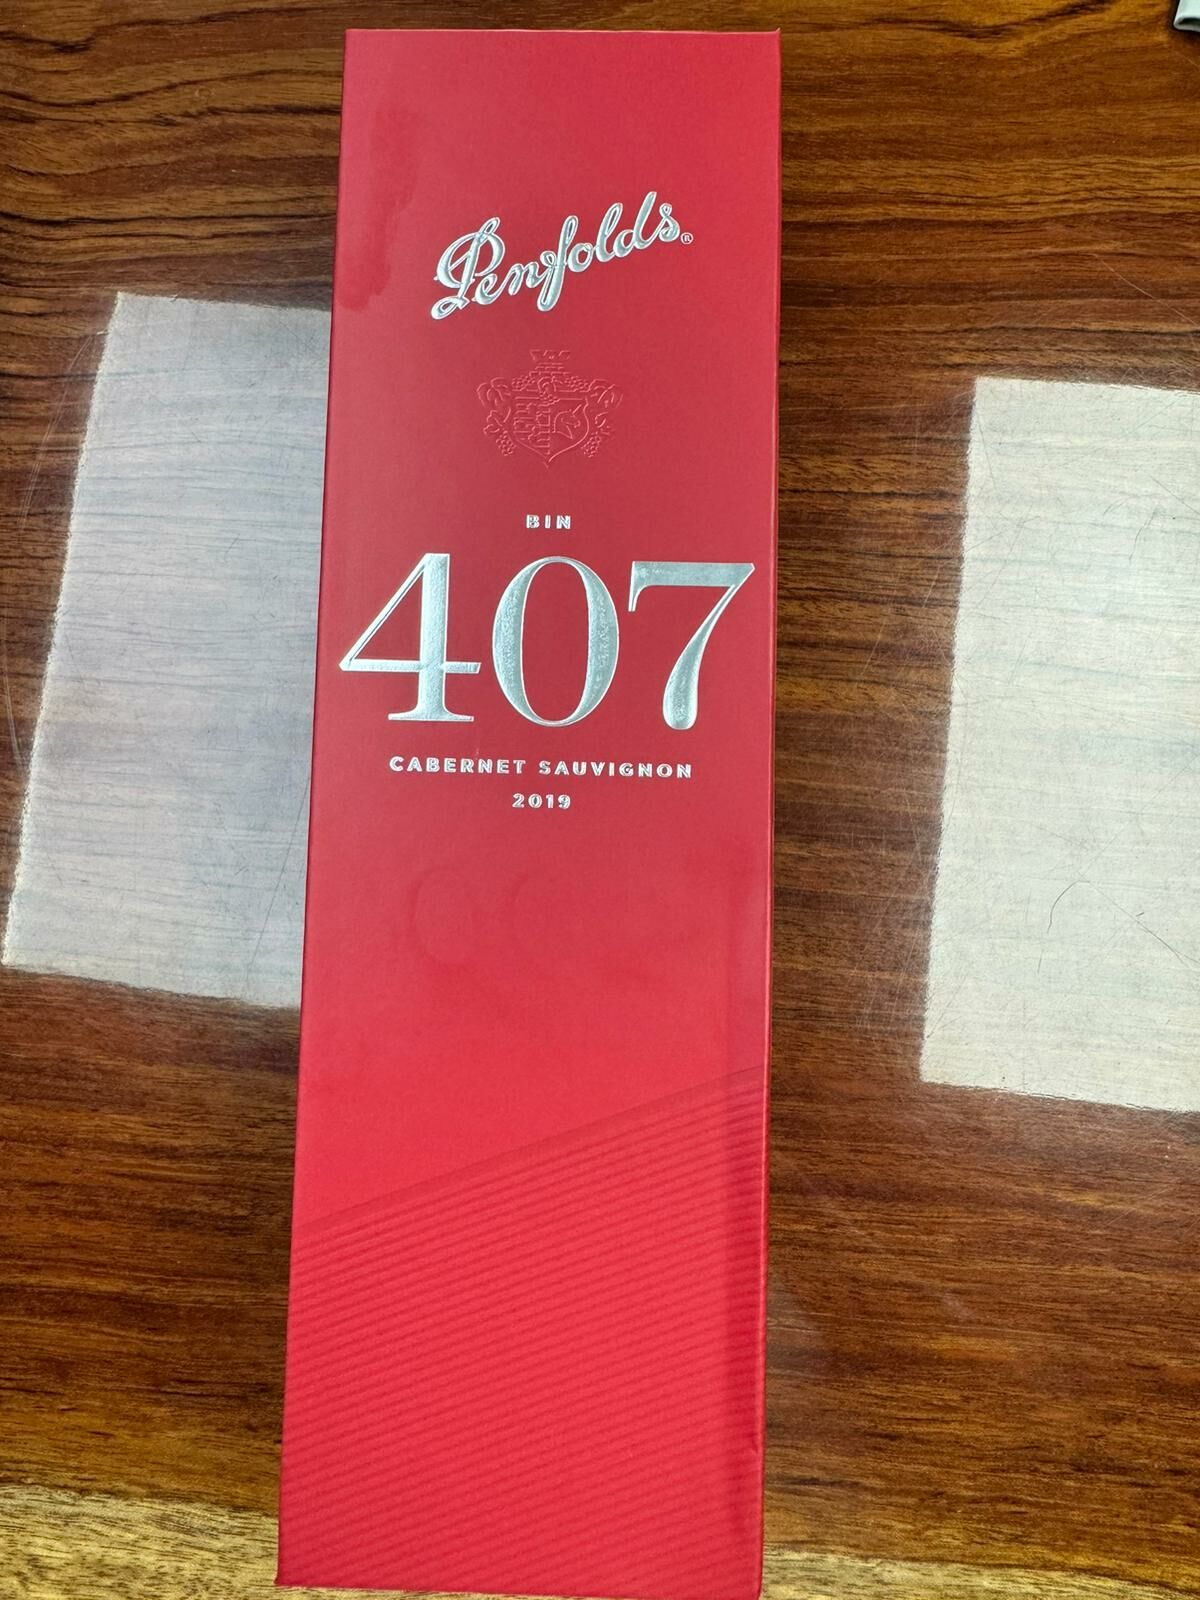 Penfolds®
BIN
407
CABERNET SAUVIGNON
2019